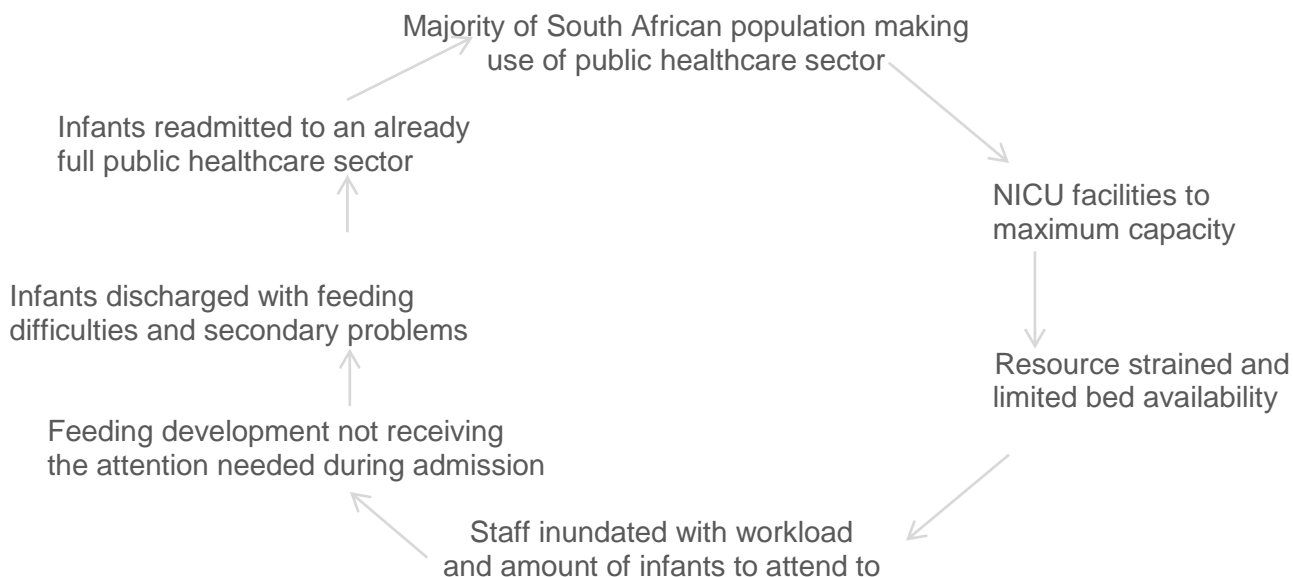 Majority of South African population making
use of public healthcare sector
NICU facilities to
maximum capacity
Resource strained and
limited bed availability
Staff inundated with workload
and amount of infants to attend to
Feeding development not receiving
the attention needed during admission
Infants discharged with feeding
difficulties and secondary problems
Infants readmitted to an already
full public healthcare sector